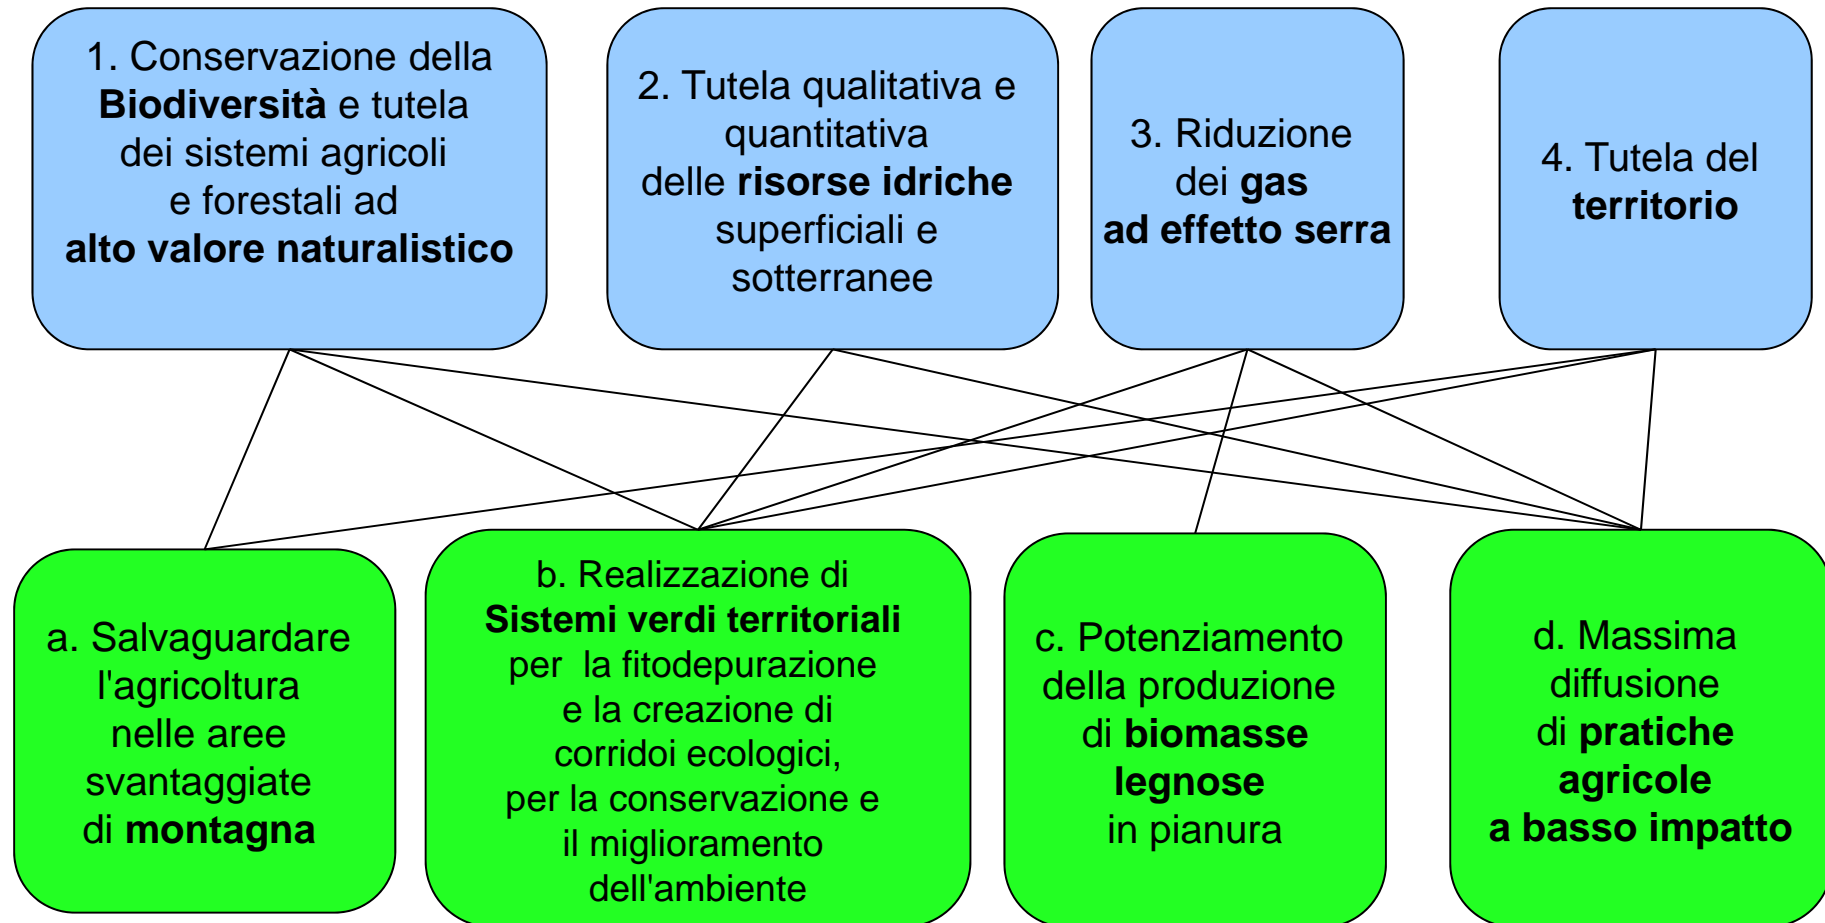 1. Conservazione della
Biodiversità e tutela
dei sistemi agricoli
e forestali ad
alto valore naturalistico
2. Tutela qualitativa e
quantitativa
delle risorse idriche
superficiali e
sotterranee
3. Riduzione
dei gas
ad effetto serra
4. Tutela del
territorio
a. Salvaguardare
l'agricoltura
nelle aree
svantaggiate
di montagna
b. Realizzazione di
Sistemi verdi territoriali
per la fitodepurazione
e la creazione di
corridoi ecologici,
per la conservazione e
il miglioramento
dell'ambiente
c. Potenziamento
della produzione
di biomasse
legnose
in pianura
d. Massima
diffusione
di pratiche
agricole
a basso impatto